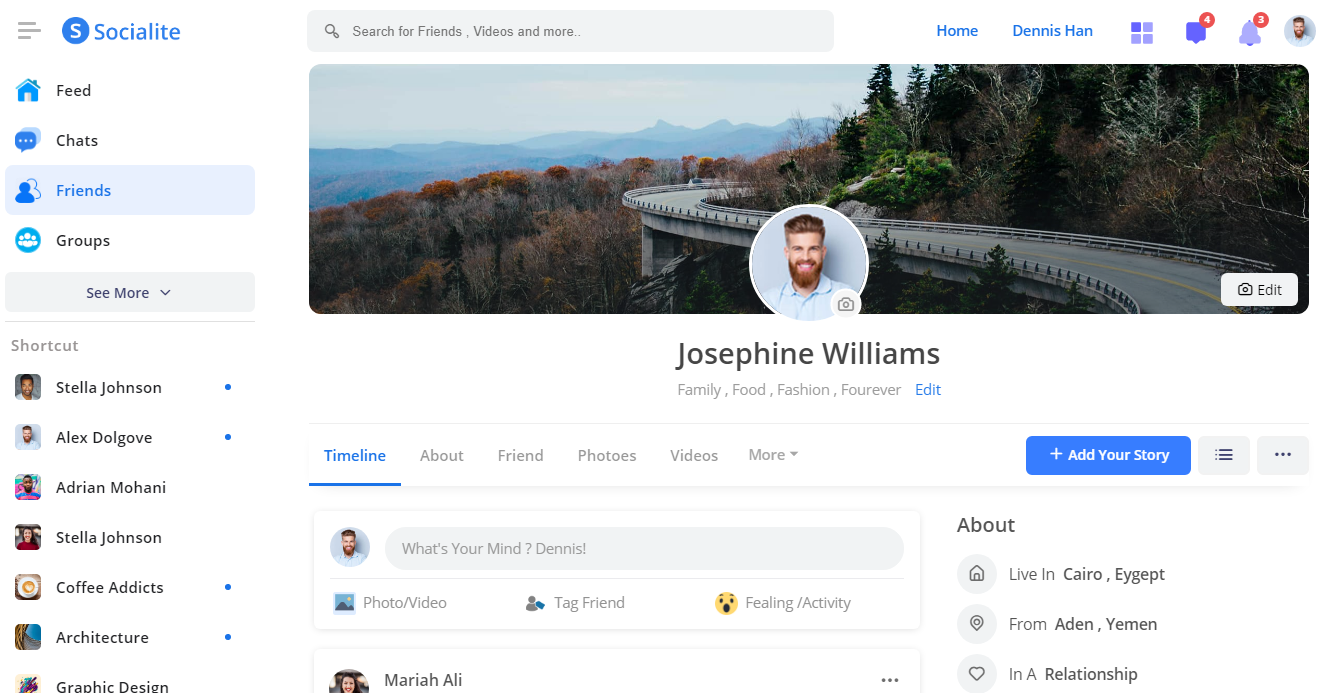 S Socialite
Search for Friends , Videos and more..
Home
Dennis Han
4
3
Feed
Chats
Friends
Groups
See More
Shortcut
Stella Johnson
Alex Dolgove
Adrian Mohani
Stella Johnson
Coffee Addicts
Architecture
Graphic Design
Edit
Josephine Williams
Family , Food , Fashion , Fourever Edit
Timeline
About
Friend
Photoes
Videos
More
+ Add Your Story
What's Your Mind ? Dennis!
Photo/Video
Tag Friend
Fealing /Activity
Mariah Ali
About
Live In Cairo , Eygept
From Aden , Yemen
In A Relationship